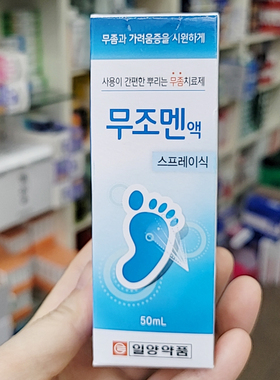 무좀과 가려움증을 시원하게
사용이 간편한 뿌리는 무좀치료제
무조멘액
스프레이식
50mL
일양약품